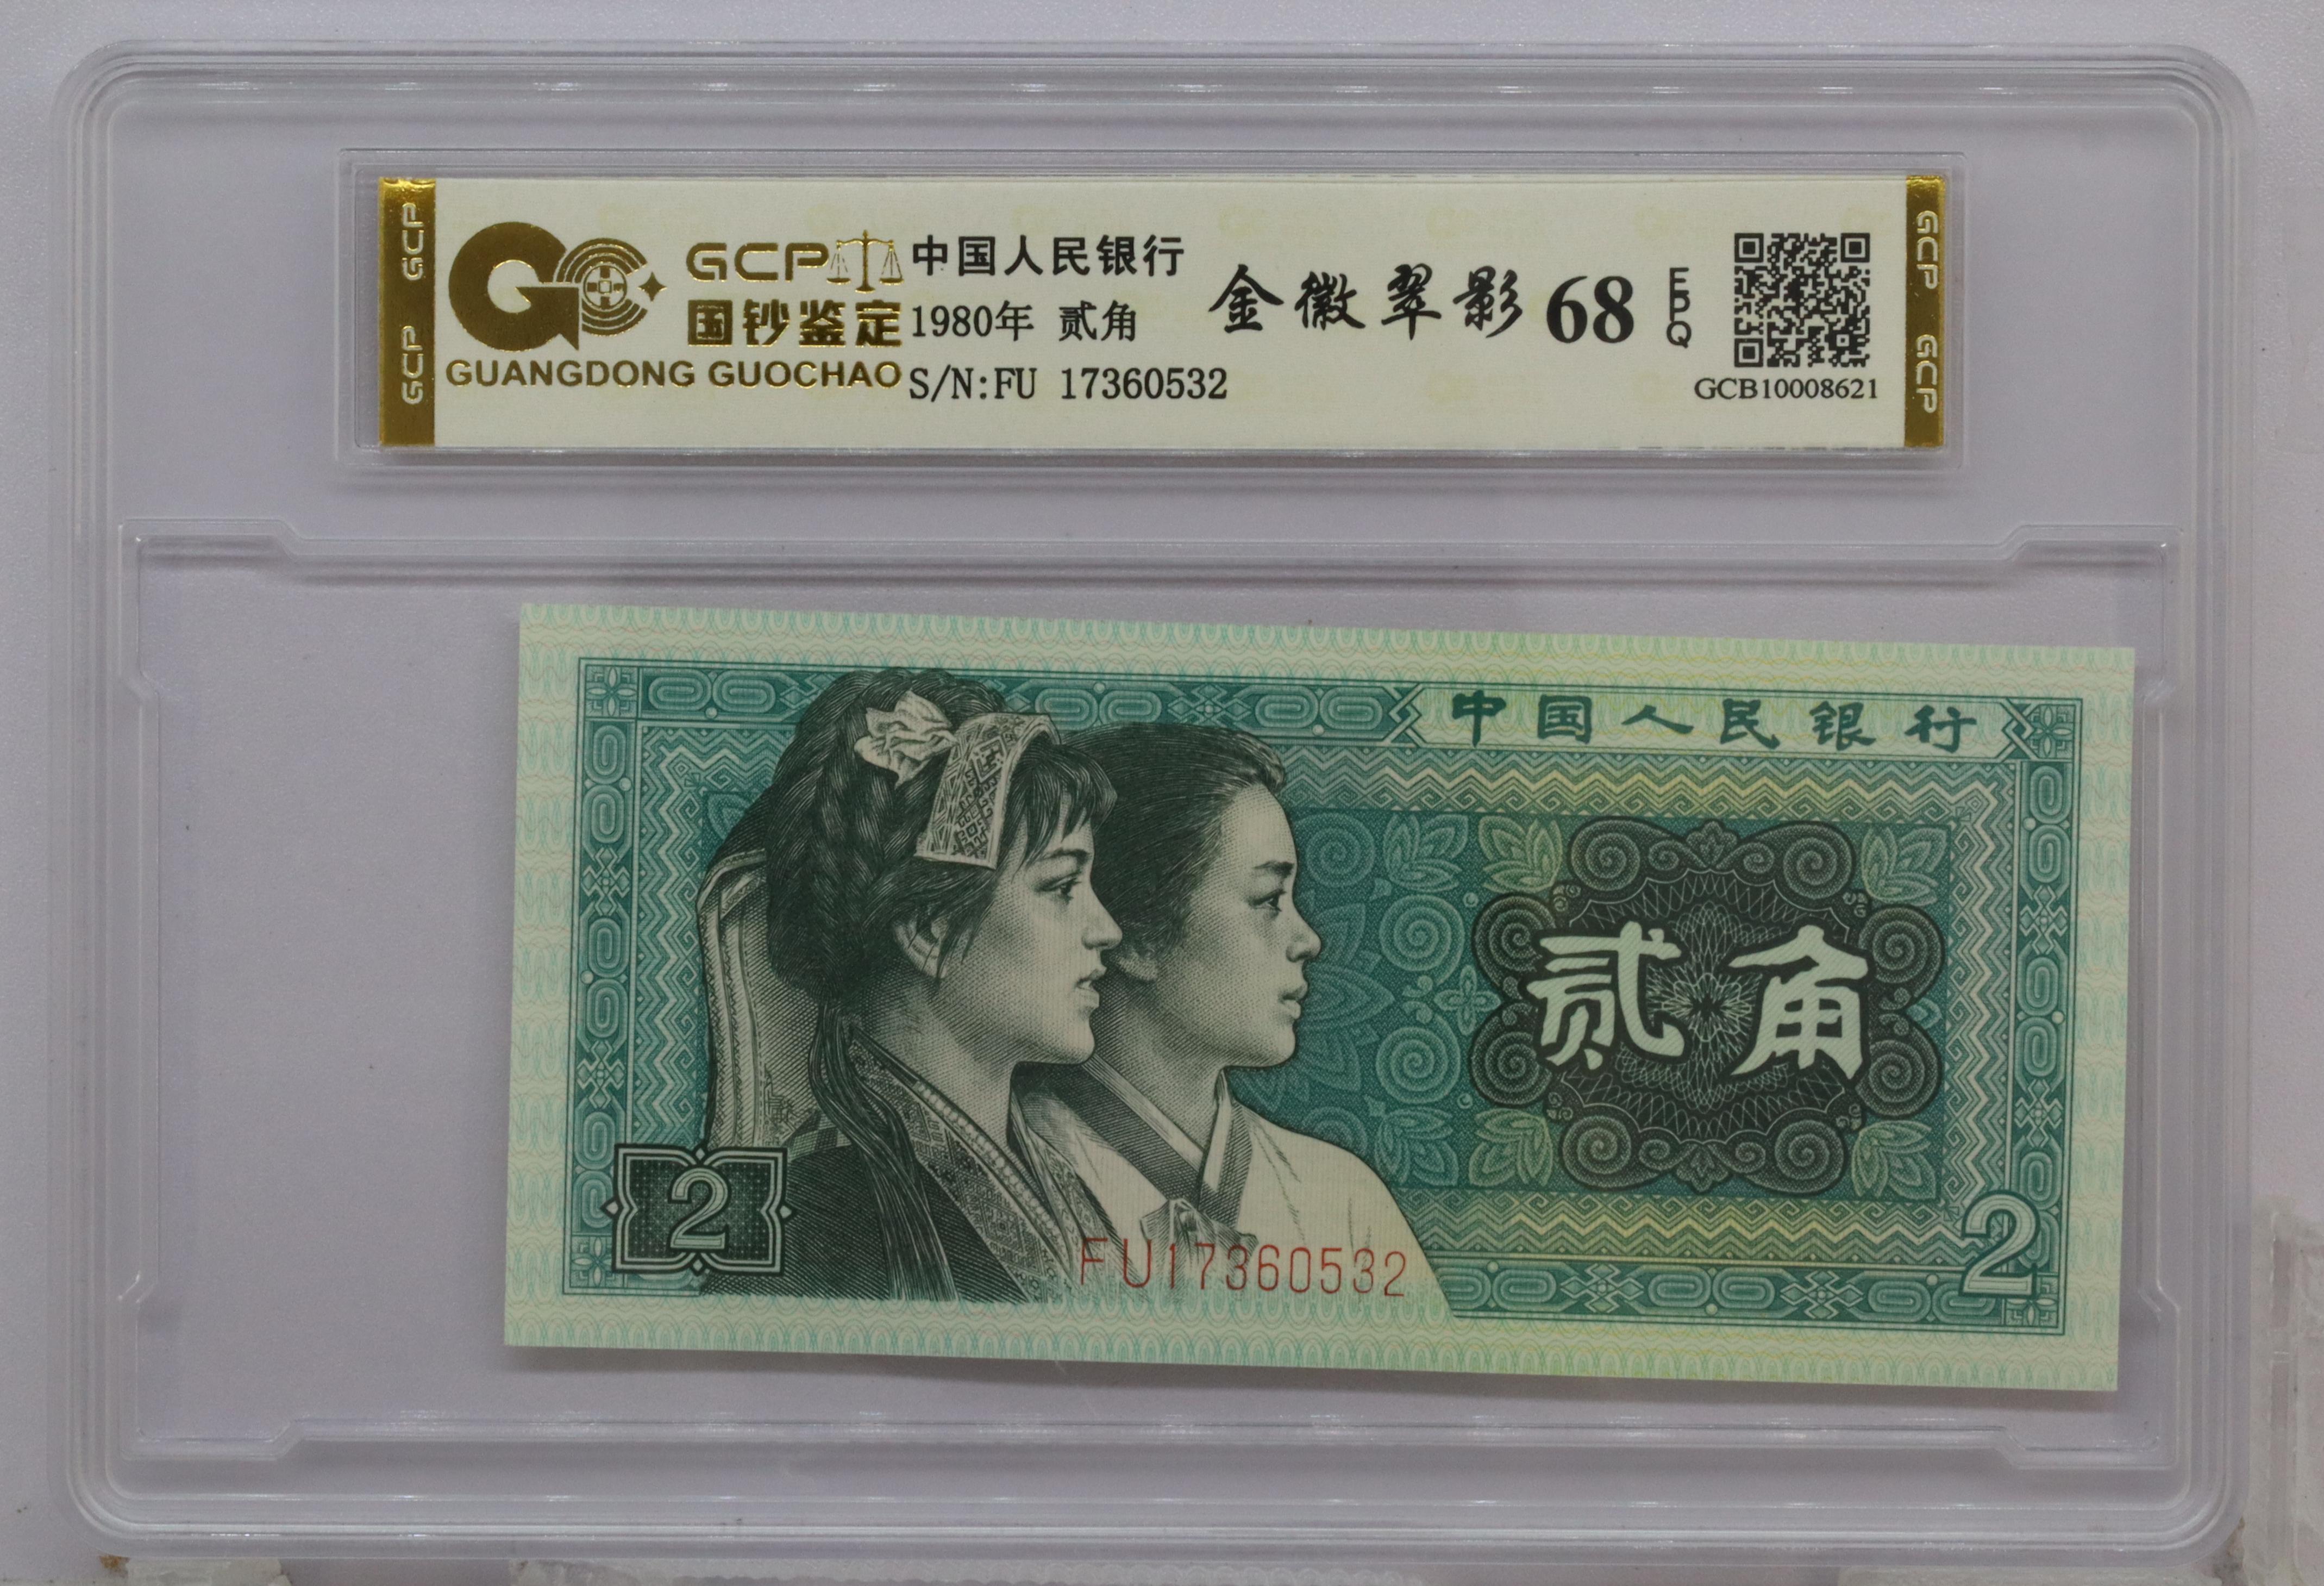 GCP GCP
GCP
国钞鉴定
GUANGDONG GUOCHAO
中国人民银行
1980年 贰角
S/N:FU 17360532
金徽翠影 68 EPQ
GCB10008621
GCP GCP
中国人民银行
贰角
2
FU17360532
2